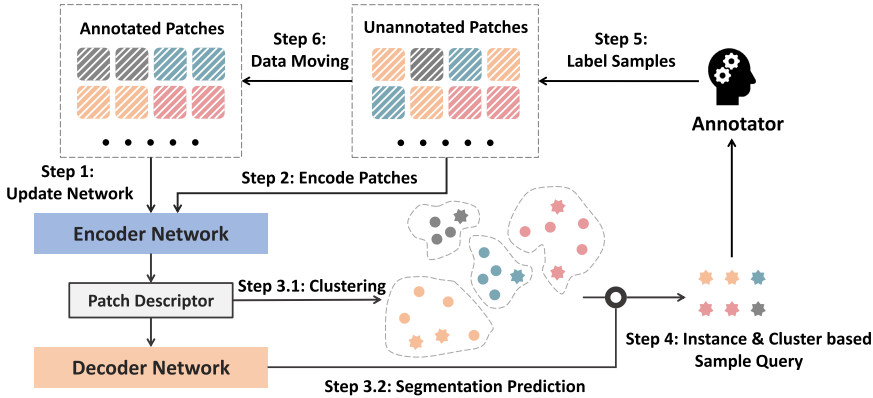 Annotated Patches
Step 6:
Data Moving
Unannotated Patches
Step 5:
Label Samples
Annotator
Step 1:
Update Network
Step 2: Encode Patches
Encoder Network
Patch Descriptor
Step 3.1: Clustering
Decoder Network
Step 3.2: Segmentation Prediction
Step 4: Instance & Cluster based
Sample Query